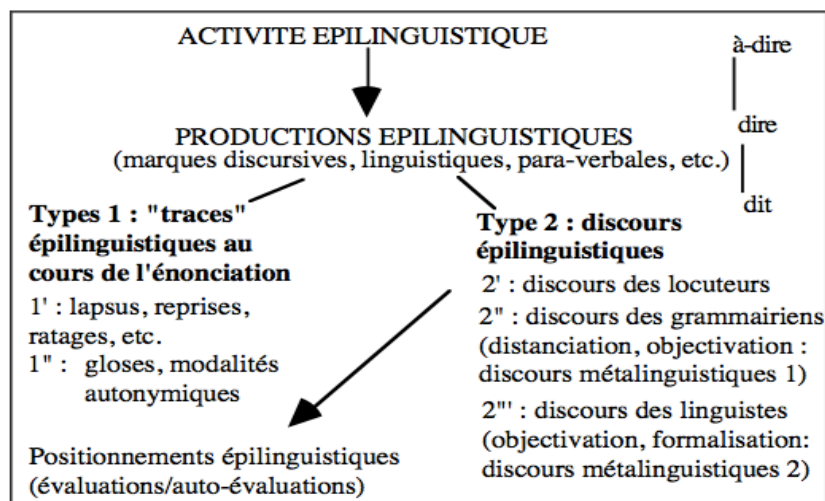 ACTIVITE EPILINGUISTIQUE
à-dire
dire
PRODUCTIONS EPILINGUISTIQUES
(marques discursives, linguistiques, para-verbales, etc.)
dit
Types 1 : "traces"
épilinguistiques au
cours de l'énonciation
1' : lapsus, reprises,
ratages, etc.
1" : gloses, modalités
autonymiques
Type 2 : discours
épilinguistiques
2' : discours des locuteurs
2" : discours des grammairiens
(distanciation, objectivation :
discours métalinguistiques 1)
2"' : discours des linguistes
(objectivation, formalisation:
discours métalinguistiques 2)
Positionnements épilinguistiques
(évaluations/auto-évaluations)